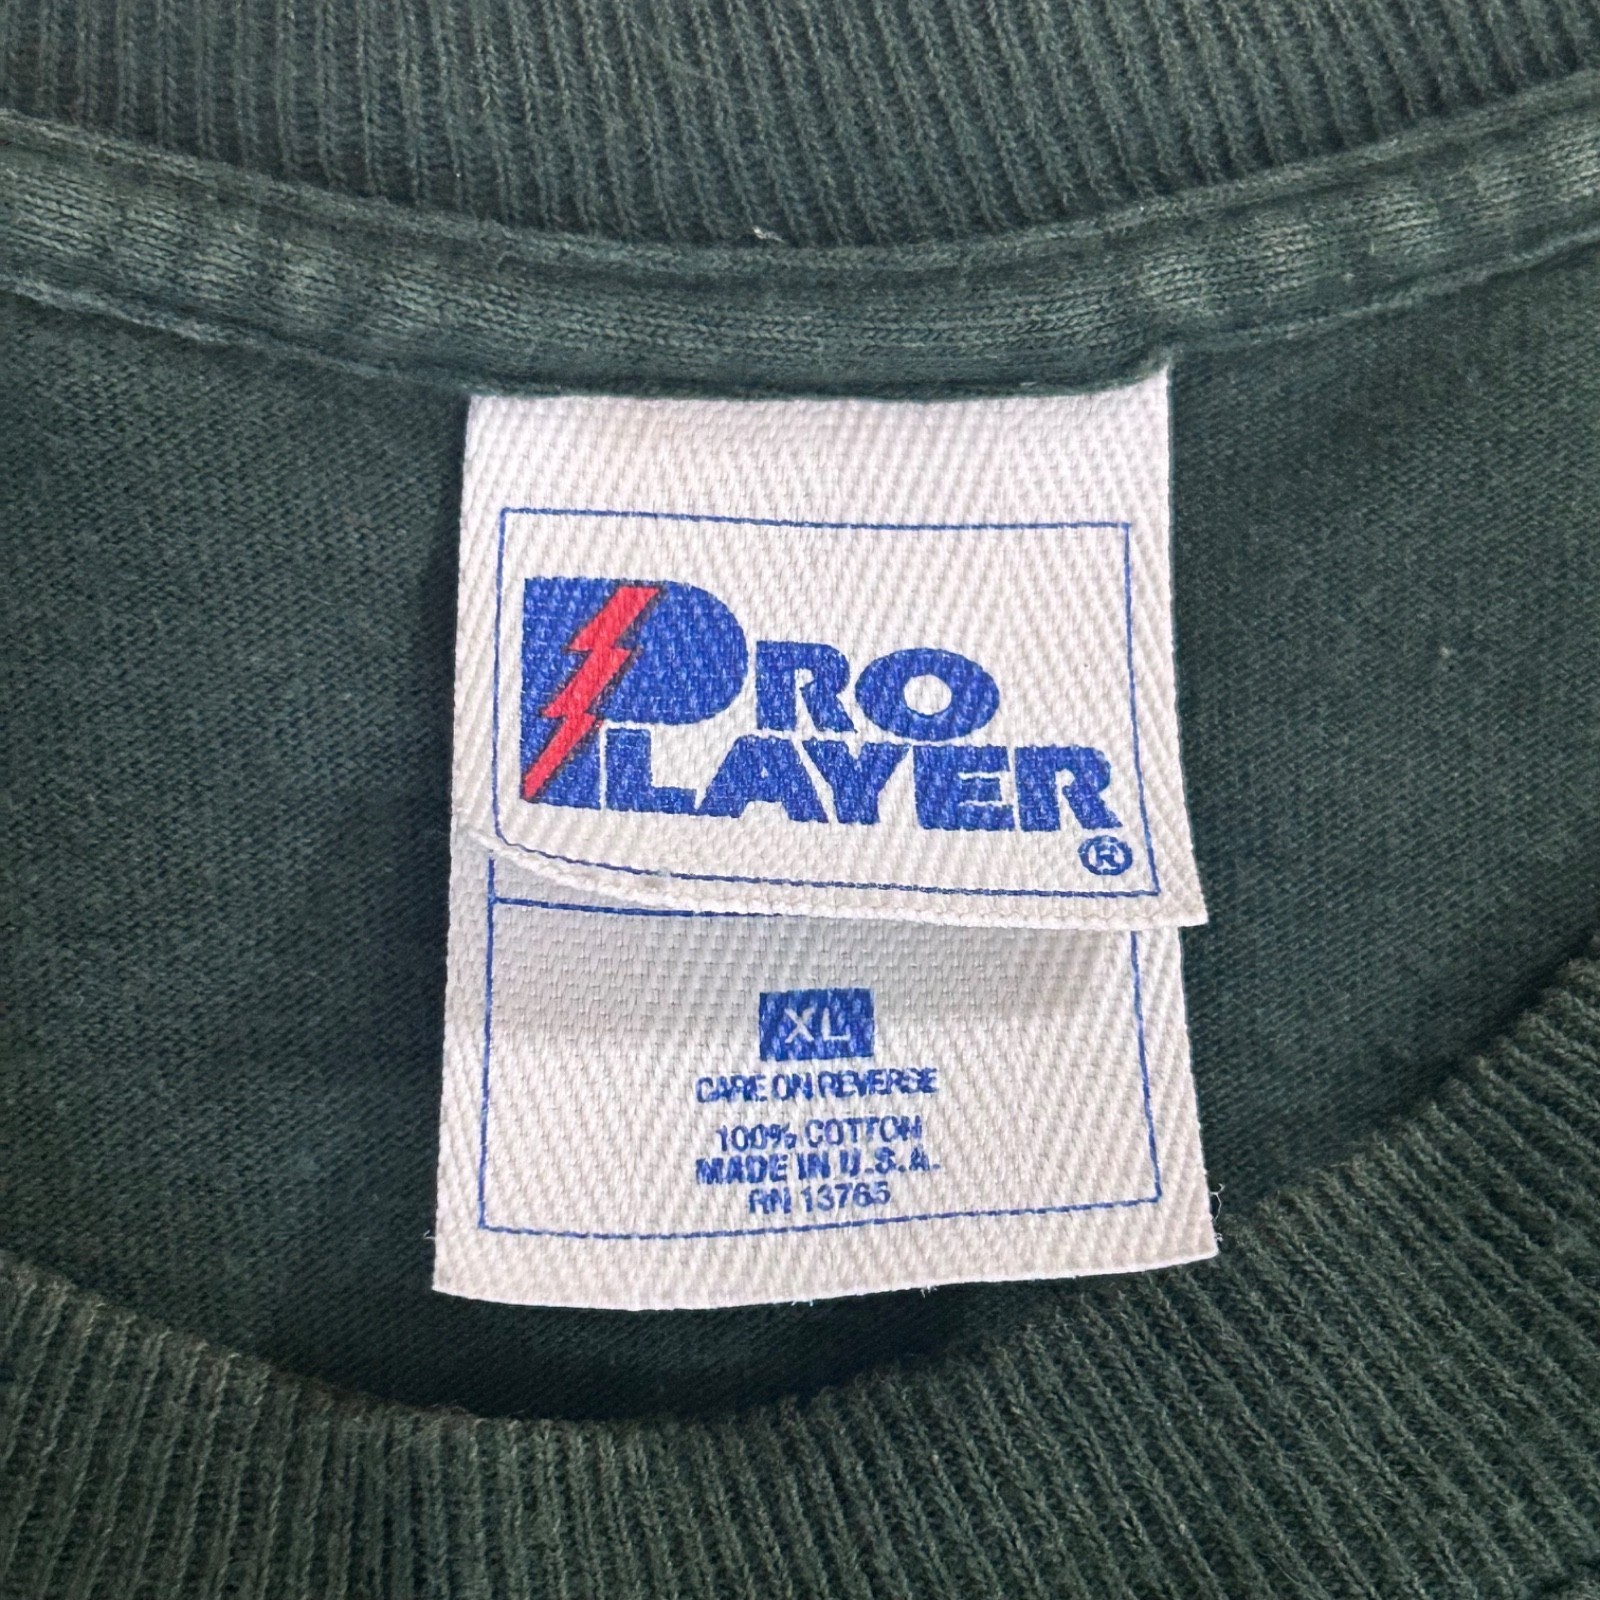 PRO
PLAYER
®
XL
CARE ON REVERSE
100% COTTON
MADE IN U.S.A.
RN 13765